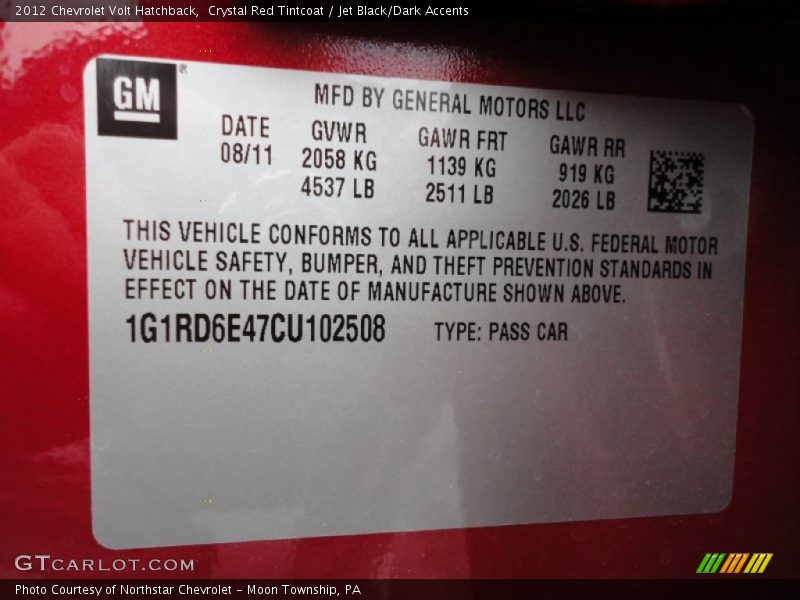 2012 Chevrolet Volt Hatchback, Crystal Red Tintcoat / Jet Black/Dark Accents
GM®
MFD BY GENERAL MOTORS LLC
DATE GVWR GAWR FRT GAWR RR
08/11 2058 KG 1139 KG 919 KG
4537 LB 2511 LB 2026 LB
THIS VEHICLE CONFORMS TO ALL APPLICABLE U.S. FEDERAL MOTOR
VEHICLE SAFETY, BUMPER, AND THEFT PREVENTION STANDARDS IN
EFFECT ON THE DATE OF MANUFACTURE SHOWN ABOVE.
1G1RD6E47CU102508 TYPE: PASS CAR
GTCARLOT.COM
Photo Courtesy of Northstar Chevrolet - Moon Township, PA